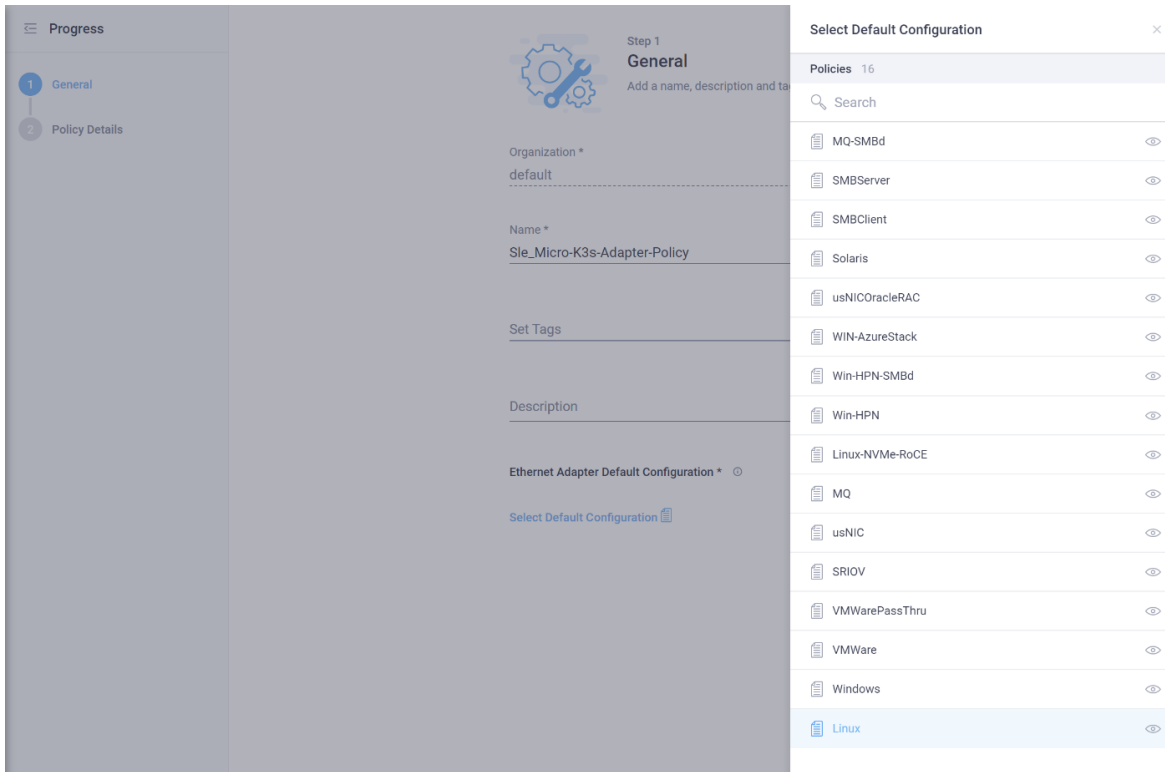 Progress
1 General
2 Policy Details
Step 1
General
Add a name, description and ta
Organization *
default
Name *
Sle_Micro-K3s-Adapter-Policy
Set Tags
Description
Ethernet Adapter Default Configuration *
Select Default Configuration
Select Default Configuration
Policies 16
Search
MQ-SMBd
SMBServer
SMBClient
Solaris
usNICOracleRAC
WIN-AzureStack
Win-HPN-SMBd
Win-HPN
Linux-NVMe-RoCE
MQ
usNIC
SRIOV
VMWarePassThru
VMWare
Windows
Linux